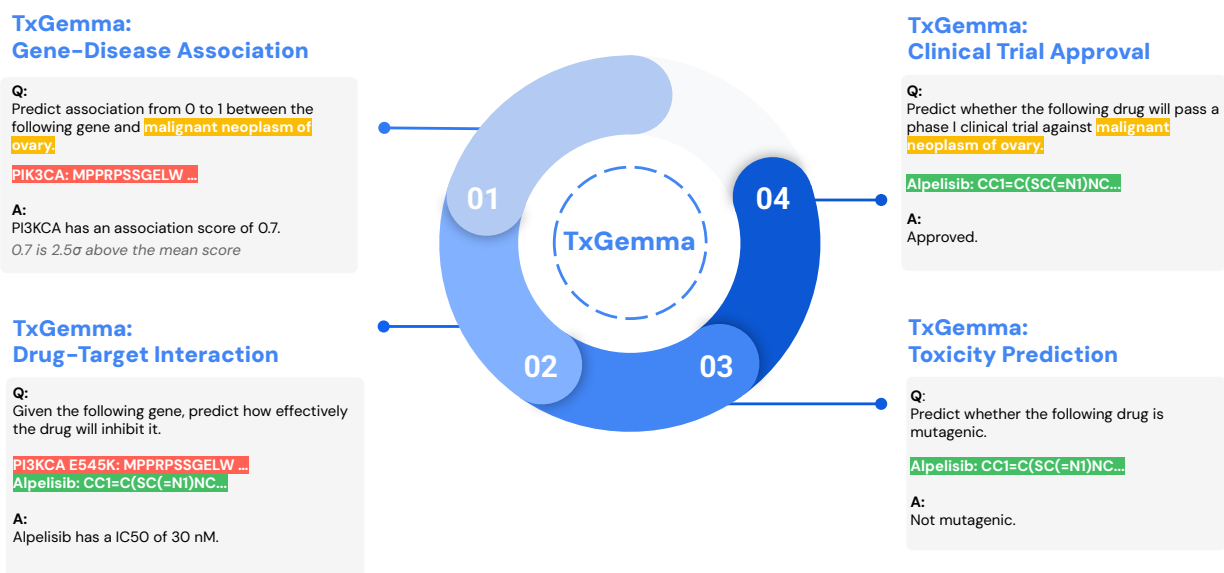 TxGemma:
Gene-Disease Association
Q:
Predict association from 0 to 1 between the
following gene and malignant neoplasm of
ovary.
PIK3CA: MPPRPSSGELW ...
A:
PI3KCA has an association score of 0.7.
0.7 is 2.5σ above the mean score
TxGemma:
Drug-Target Interaction
Q:
Given the following gene, predict how effectively
the drug will inhibit it.
PI3KCA E545K: MPPRPSSGELW ...
Alpelisib: CC1=C(SC(=N1)NC...
A:
Alpelisib has a IC50 of 30 nM.
01
02
03
04
TxGemma
TxGemma:
Clinical Trial Approval
Q:
Predict whether the following drug will pass a
phase I clinical trial against malignant
neoplasm of ovary.
Alpelisib: CC1=C(SC(=N1)NC...
A:
Approved.
TxGemma:
Toxicity Prediction
Q:
Predict whether the following drug is
mutagenic.
Alpelisib: CC1=C(SC(=N1)NC...
A:
Not mutagenic.